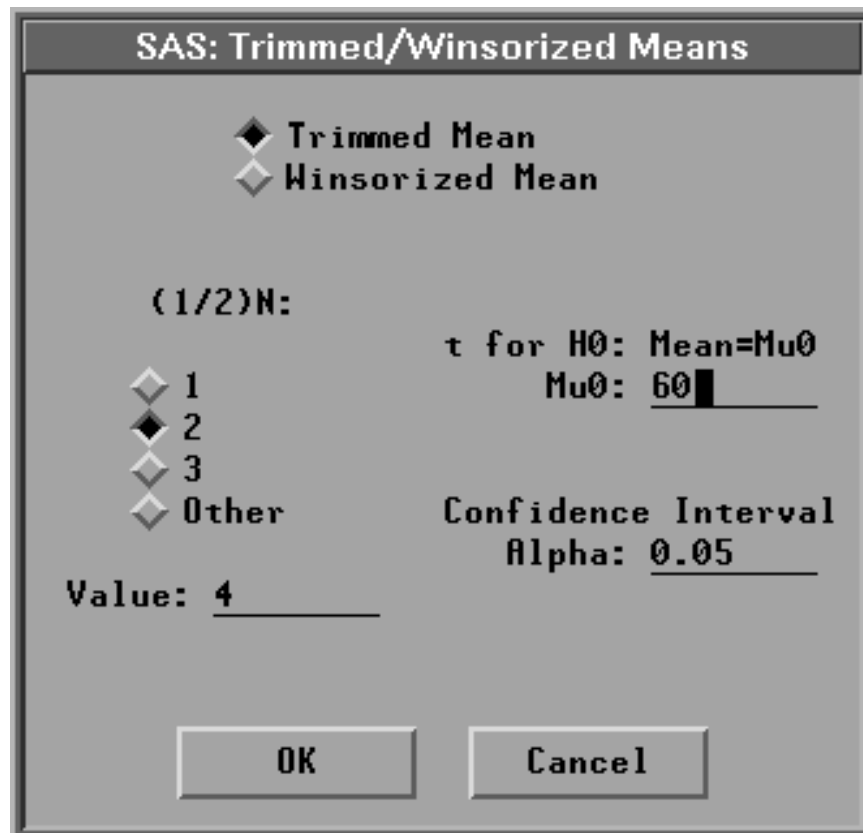 SAS: Trimmed/Winsorized Means
Trimmed Mean
Winsorized Mean
(1/2)N:
1
2
3
Other
Value: 4
t for H0: Mean=Mu0
Mu0: 60
Confidence Interval
Alpha: 0.05
OK
Cancel